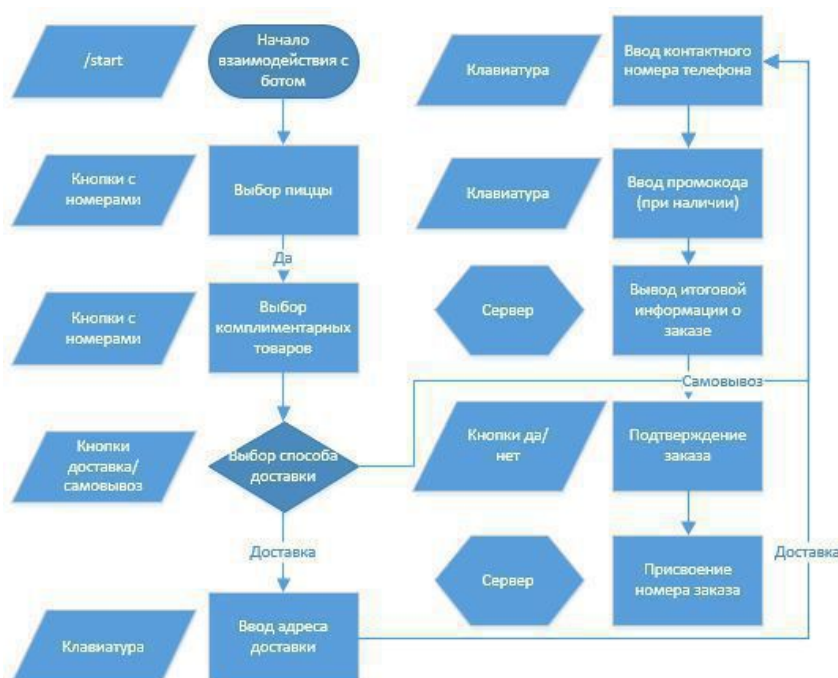 /start
Начало
взаимодействия с
ботом
Кнопки с
номерами
Выбор пиццы
Да
Кнопки с
номерами
Выбор
комплиментарных
товаров
Кнопки
доставка/
самовывоз
Выбор способа
доставки
Доставка
Клавиатура
Ввод адреса
доставки
Клавиатура
Ввод контактного
номера телефона
Клавиатура
Ввод промокода
(при наличии)
Сервер
Вывод итоговой
информации о
заказе
Самовывоз
Кнопки да/
нет
Подтверждение
заказа
Доставка
Сервер
Присвоение
номера заказа